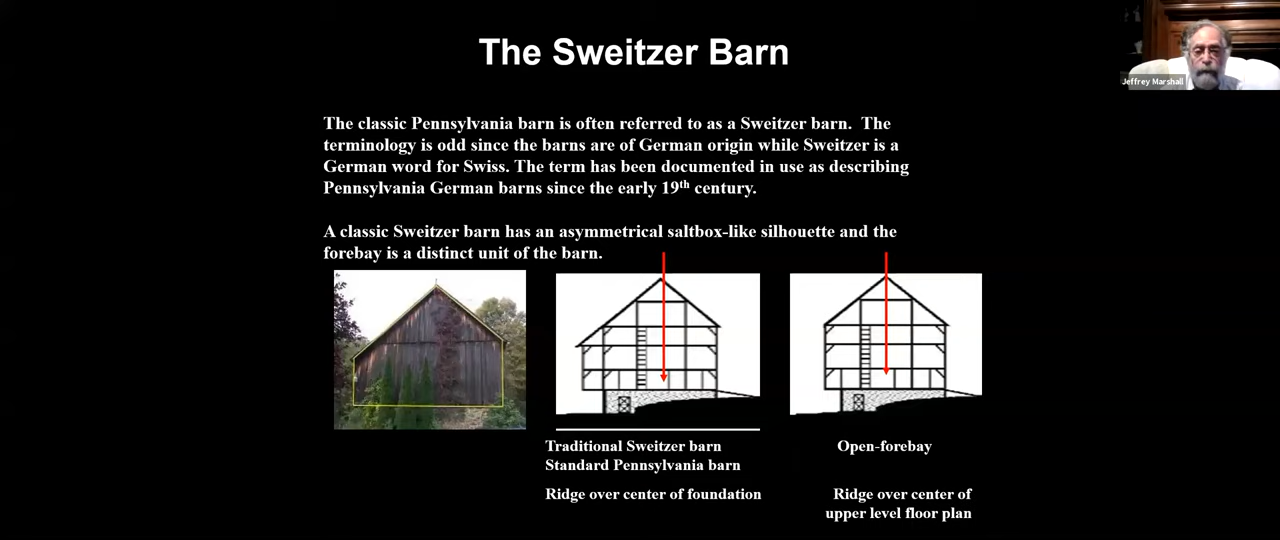 The Sweitzer Barn
Jeffrey Marshall
The classic Pennsylvania barn is often referred to as a Sweitzer barn. The
terminology is odd since the barns are of German origin while Sweitzer is a
German word for Swiss. The term has been documented in use as describing
Pennsylvania German barns since the early 19th century.
A classic Sweitzer barn has an asymmetrical saltbox-like silhouette and the
forebay is a distinct unit of the barn.
Traditional Sweitzer barn
Standard Pennsylvania barn
Ridge over center of foundation
Open-forebay
Ridge over center of
upper level floor plan